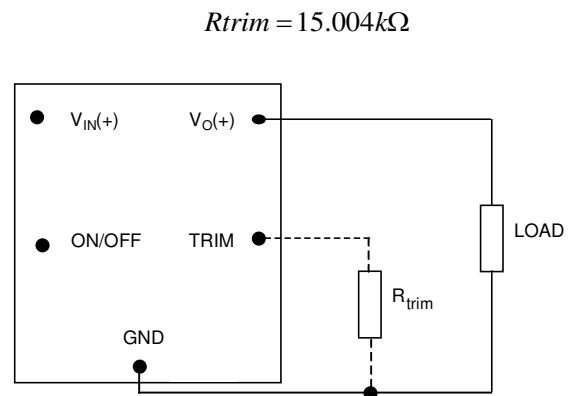 Rtrim = 15.004kΩ
V_IN(+) V_O(+)
ON/OFF TRIM
LOAD
R_trim
GND